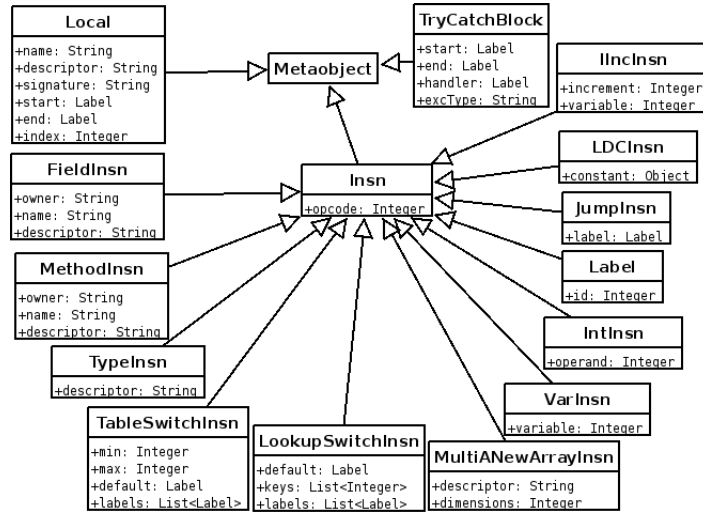 Local
+name: String
+descriptor: String
+signature: String
+start: Label
+end: Label
+index: Integer
Metaobject
TryCatchBlock
+start: Label
+end: Label
+handler: Label
+excType: String
IIncInsn
+increment: Integer
+variable: Integer
FieldInsn
+owner: String
+name: String
+descriptor: String
Insn
+opcode: Integer
LDCInsn
+constant: Object
JumpInsn
+label: Label
MethodInsn
+owner: String
+name: String
+descriptor: String
Label
+id: Integer
TypeInsn
+descriptor: String
IntInsn
+operand: Integer
TableSwitchInsn
+min: Integer
+max: Integer
+default: Label
+labels: List<Label>
LookupSwitchInsn
+default: Label
+keys: List<Integer>
+labels: List<Label>
VarInsn
+variable: Integer
MultiANewArrayInsn
+descriptor: String
+dimensions: Integer